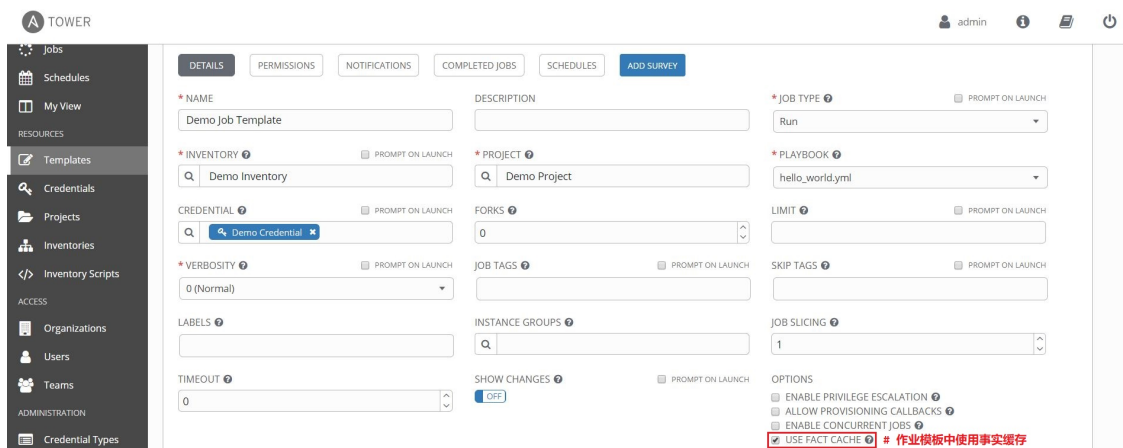 A TOWER
admin
Jobs
Schedules
My View
RESOURCES
Templates
Credentials
Projects
Inventories
Inventory Scripts
ACCESS
Organizations
Users
Teams
ADMINISTRATION
Credential Types
DETAILS PERMISSIONS NOTIFICATIONS COMPLETED JOBS SCHEDULES ADD SURVEY
* NAME DESCRIPTION * JOB TYPE PROMPT ON LAUNCH
Demo Job Template Run
* INVENTORY PROMPT ON LAUNCH * PROJECT * PLAYBOOK
Demo Inventory Demo Project hello_world.yml
CREDENTIAL PROMPT ON LAUNCH FORKS LIMIT PROMPT ON LAUNCH
Demo Credential 0
* VERBOSITY PROMPT ON LAUNCH JOB TAGS PROMPT ON LAUNCH SKIP TAGS PROMPT ON LAUNCH
0 (Normal)
LABELS INSTANCE GROUPS JOB SLICING
1
TIMEOUT SHOW CHANGES PROMPT ON LAUNCH OPTIONS
0 OFF ENABLE PRIVILEGE ESCALATION
ALLOW PROVISIONING CALLBACKS
ENABLE CONCURRENT JOBS
USE FACT CACHE # 作业模板中使用事实缓存